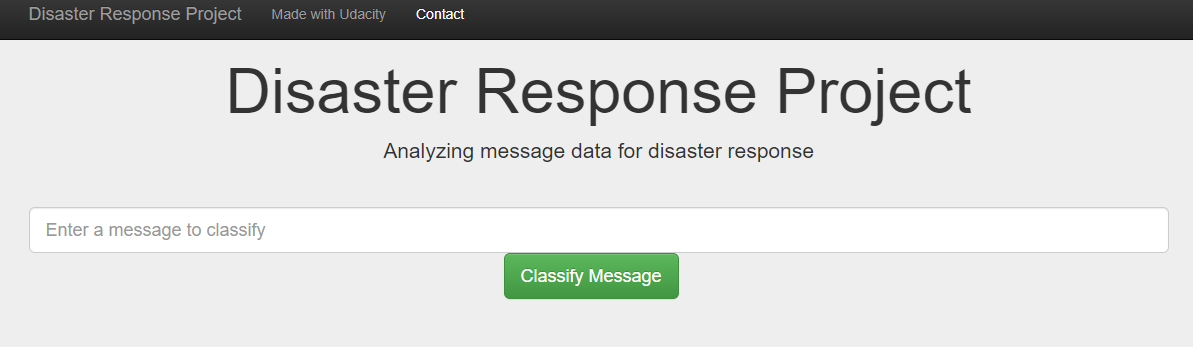 Disaster Response Project Made with Udacity Contact
Disaster Response Project
Analyzing message data for disaster response
Enter a message to classify
Classify Message